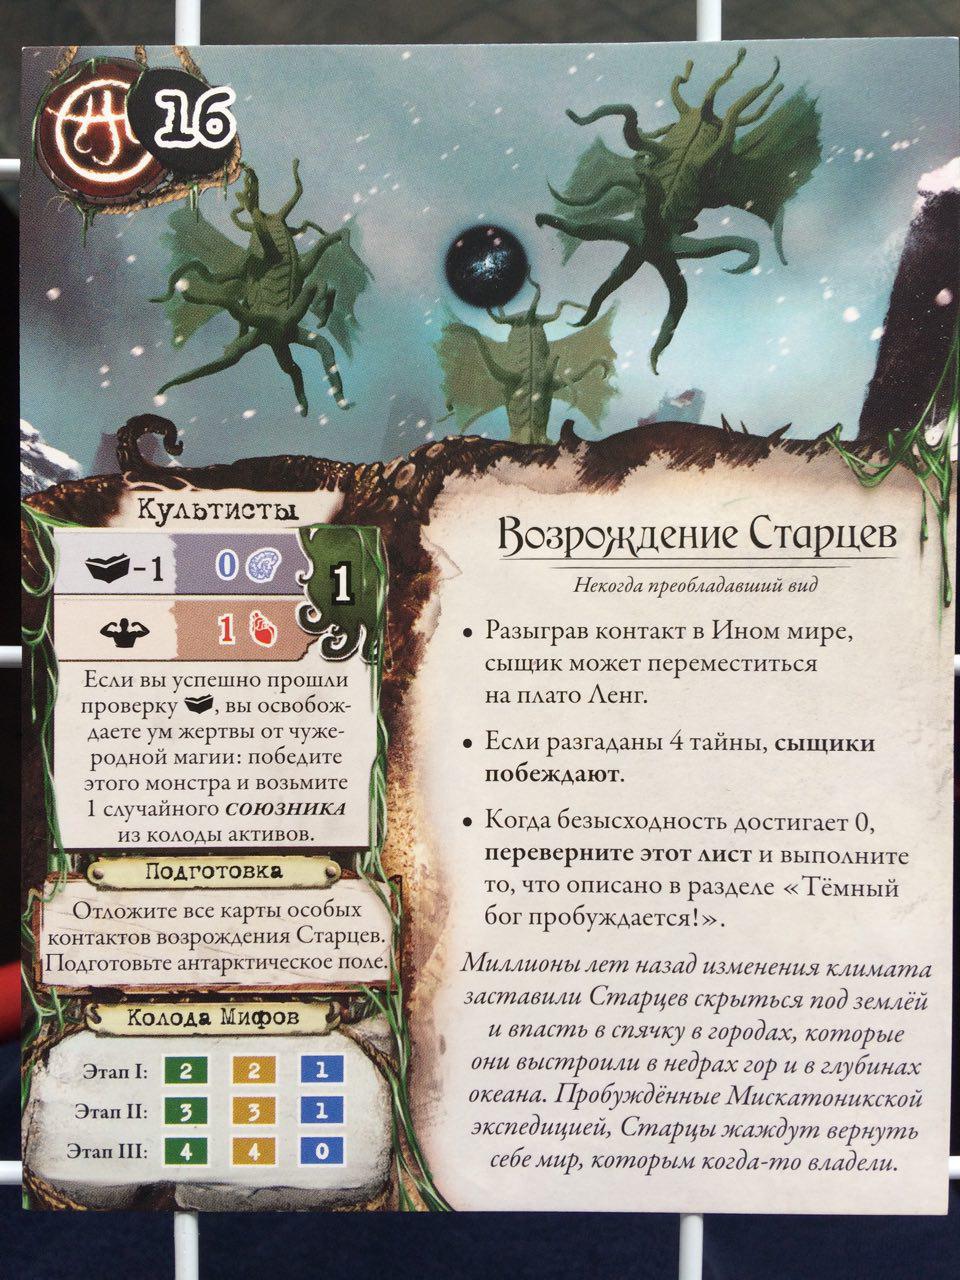 16
Культисты
-1 0
1
1
Если вы успешно прошли
проверку , вы освобож-
даете ум жертвы от чуже-
родной магии: победите
этого монстра и возьмите
1 случайного СОЮЗНИКА
из колоды активов.
Подготовка
Отложите все карты особых
контактов возрождения Старцев.
Подготовьте антарктическое поле.
Колода Мифов
Этап I: 2 2 1
Этап II: 3 3 1
Этап III: 4 4 0
Возрождение Старцев
Некогда преобладавший вид
• Разыграв контакт в Ином мире,
сыщик может переместиться
на плато Ленг.
• Если разгаданы 4 тайны, сыщики
побеждают.
• Когда безысходность достигает 0,
переверните этот лист и выполните
то, что описано в разделе «Тёмный
бог пробуждается!».
Миллионы лет назад изменения климата
заставили Старцев скрыться под землёй
и впасть в спячку в городах, которые
они выстроили в недрах гор и в глубинах
океана. Пробуждённые Мискатоникской
экспедицией, Старцы жаждут вернуть
себе мир, которым когда-то владели.